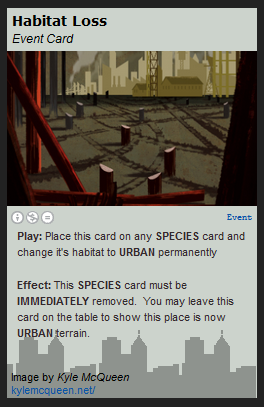 Habitat Loss
Event Card
Event
Play: Place this card on any SPECIES card and
change it's habitat to URBAN permanently
Effect: This SPECIES card must be
IMMEDIATELY removed. You may leave this
card on the table to show this place is now
URBAN terrain.
Image by Kyle McQueen
kylemcqueen.net/